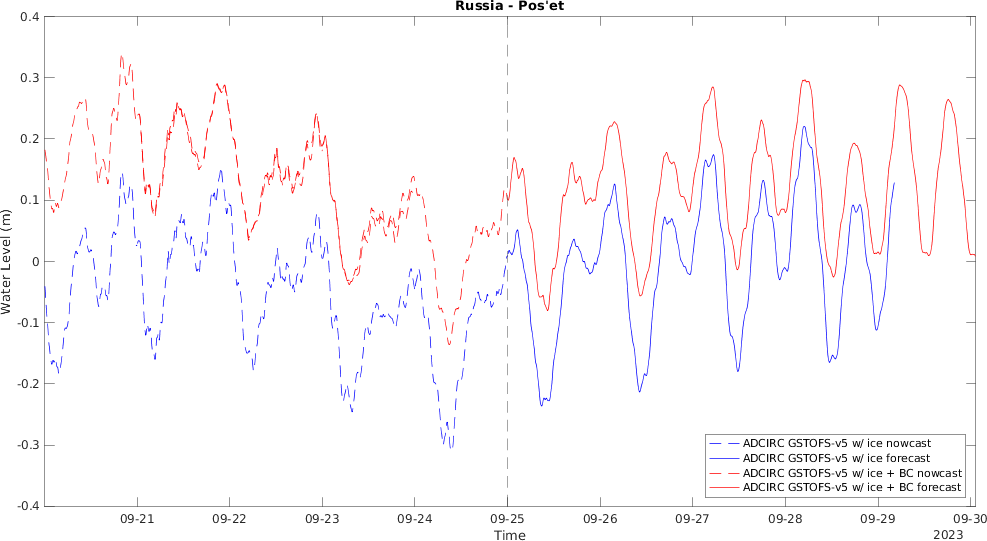 Russia - Pos'et
0.4
0.3
0.2
0.1
0
-0.1
-0.2
-0.3
-0.4
Water Level (m)
ADCIRC GSTOFS-v5 w/ ice nowcast
ADCIRC GSTOFS-v5 w/ ice forecast
ADCIRC GSTOFS-v5 w/ ice + BC nowcast
ADCIRC GSTOFS-v5 w/ ice + BC forecast
09-21 09-22 09-23 09-24 09-25 09-26 09-27 09-28 09-29 09-30
Time
2023